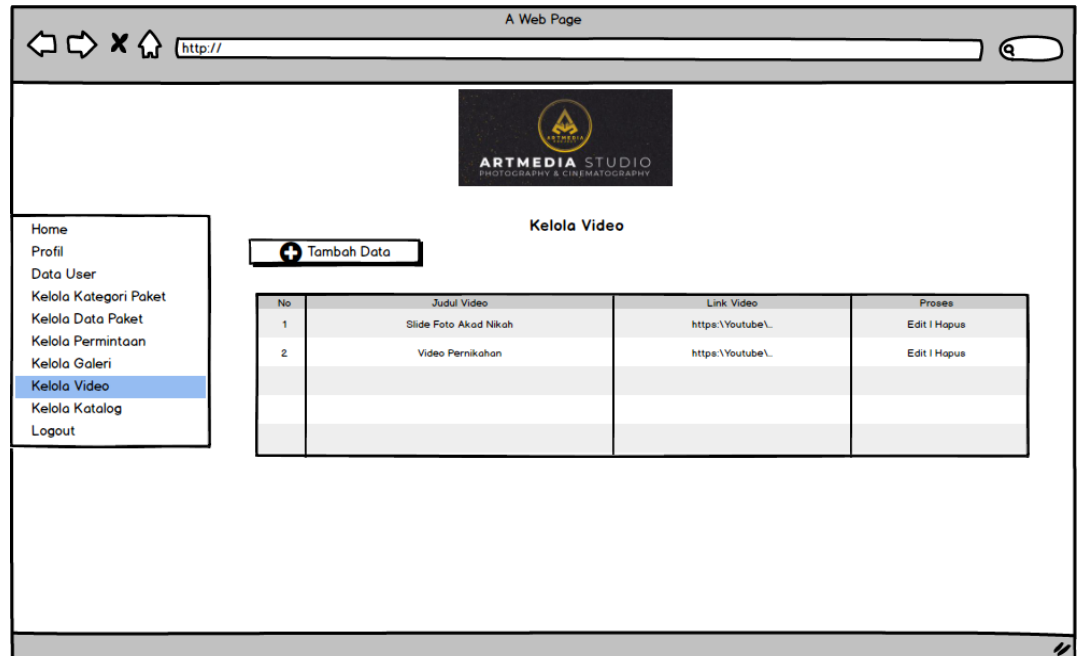 A Web Page
http://
ARTMEDIA
ARTMEDIA STUDIO
PHOTOGRAPHY & CINEMATOGRAPHY
Kelola Video
Home
Profil
Data User
Kelola Kategori Paket
Kelola Data Paket
Kelola Permintaan
Kelola Galeri
Kelola Video
Kelola Katalog
Logout
Tambah Data
No Judul Video Link Video Proses
1 Slide Foto Akad Nikah https:\Youtube\.. Edit | Hapus
2 Video Pernikahan https:\Youtube\.. Edit | Hapus